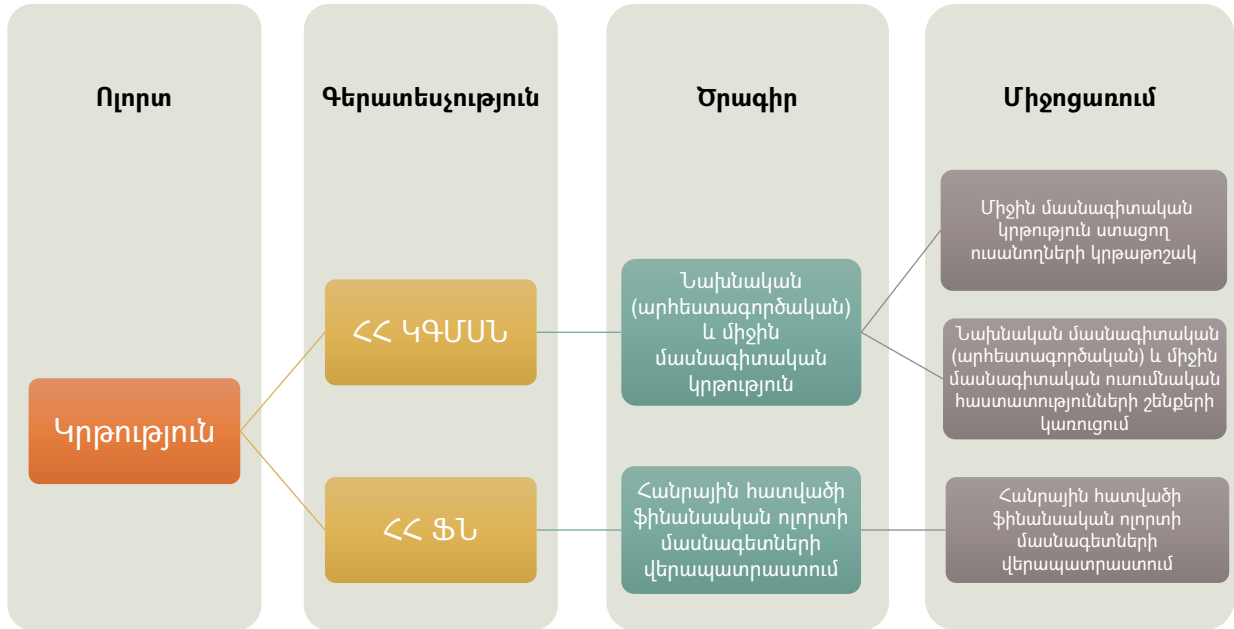 Ոլորտ
Գերատեսչություն
Ծրագիր
Միջոցառում
Կրթություն
ՀՀ ԿԳՄՍՆ
ՀՀ ՖՆ
Նախնական
(արհեստագործական)
և միջին
մասնագիտական
կրթություն
Հանրային հատվածի
ֆինանսական ոլորտի
մասնագետների
վերապատրաստում
Միջին մասնագիտական
կրթություն ստացող
ուսանողների կրթաթոշակ
Նախնական մասնագիտական
(արհեստագործական) և միջին
մասնագիտական ուսումնական
հաստատությունների շենքերի
կառուցում
Հանրային հատվածի
ֆինանսական ոլորտի
մասնագետների
վերապատրաստում